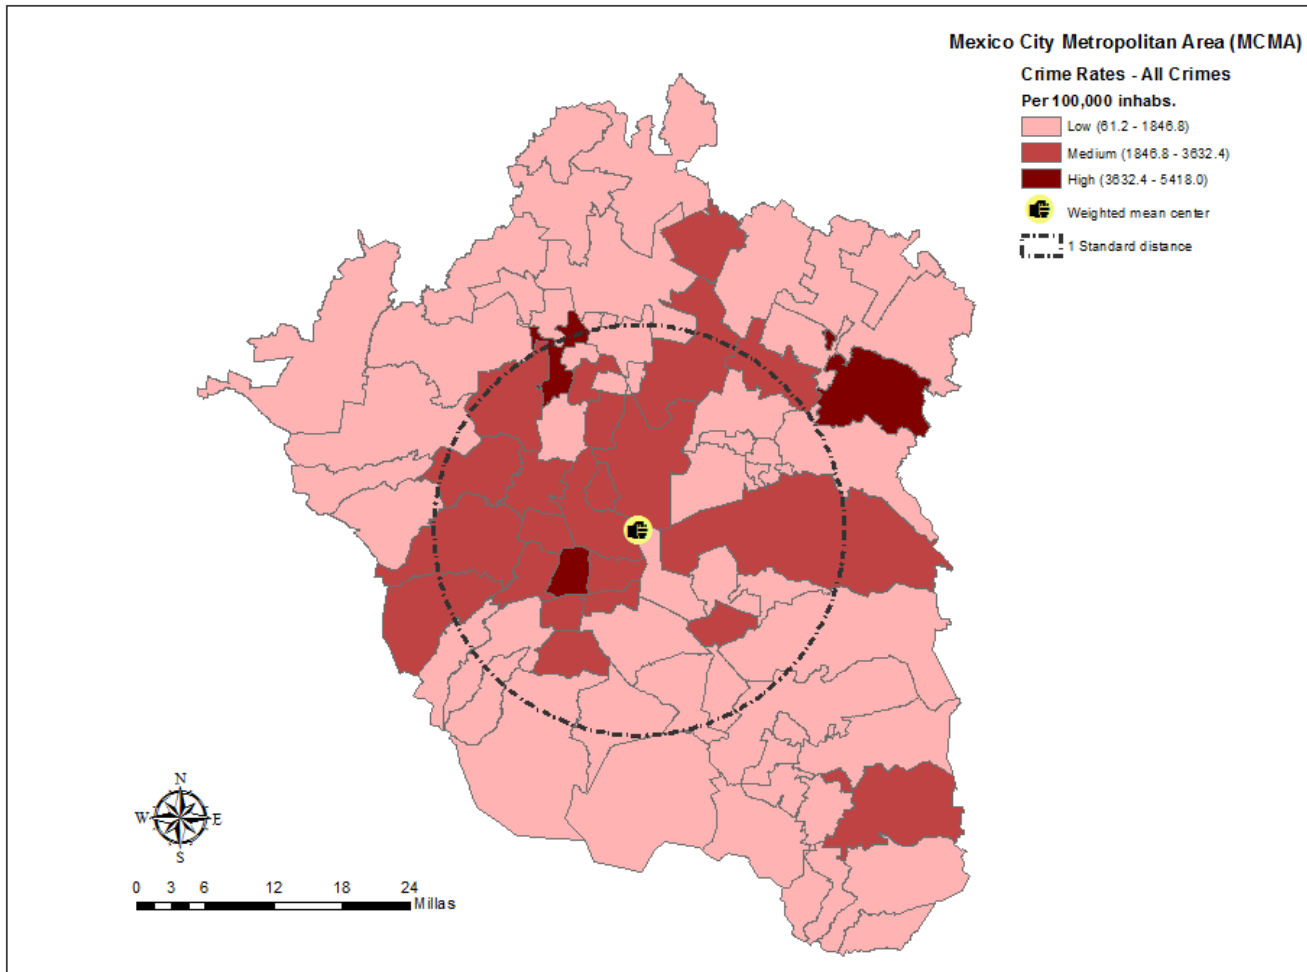 Mexico City Metropolitan Area (MCMA)
Crime Rates - All Crimes
Per 100,000 inhabs.
Low (61.2 - 1846.8)
Medium (1846.8 - 3632.4)
High (3632.4 - 5418.0)
Weighted mean center
1 Standard distance
N
W E
S
0 3 6 12 18 24
Millas